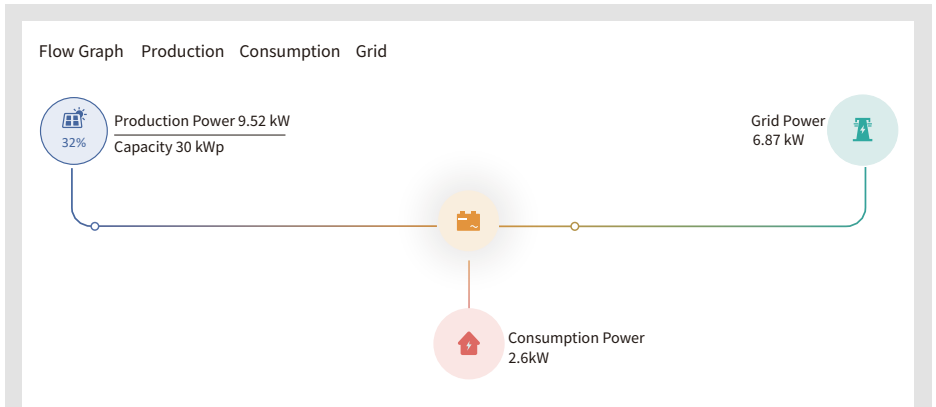 Flow Graph Production Consumption Grid
32%
Production Power 9.52 kW
Capacity 30 kWp
Grid Power
6.87 kW
Consumption Power
2.6kW